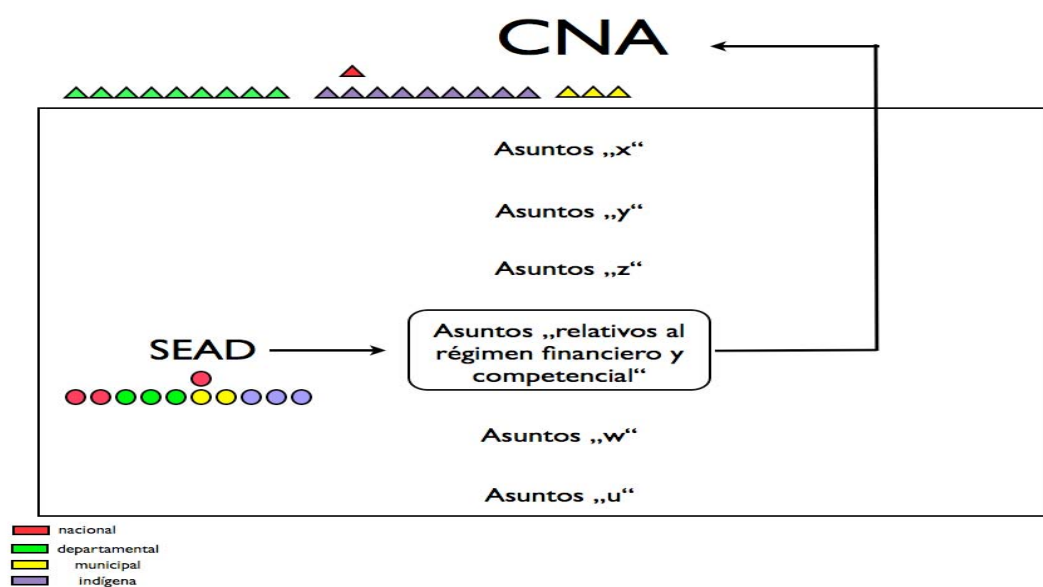 CNA
Asuntos „x“
Asuntos „y“
Asuntos „z“
SEAD
Asuntos „relativos al
régimen financiero y
competencial“
Asuntos „w“
Asuntos „u“
nacional
departamental
municipal
indígena